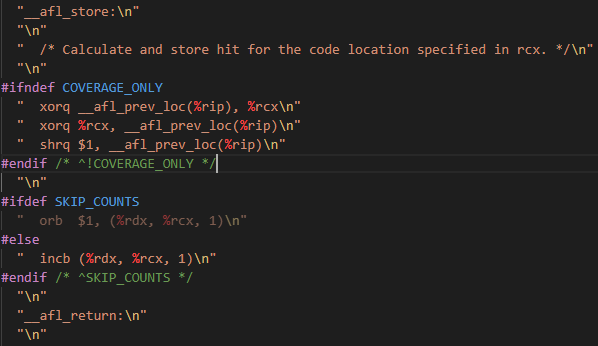 "__afl_store:\n"
"\n"
"  /* Calculate and store hit for the code location specified in rcx. */\n"
"\n"
#ifndef COVERAGE_ONLY
"  xorq __afl_prev_loc(%rip), %rcx\n"
"  xorq %rcx, __afl_prev_loc(%rip)\n"
"  shrq $1, __afl_prev_loc(%rip)\n"
#endif /* ^!COVERAGE_ONLY */
"\n"
#ifdef SKIP_COUNTS
"  orb  $1, (%rdx, %rcx, 1)\n"
#else
"  incb (%rdx, %rcx, 1)\n"
#endif /* ^SKIP_COUNTS */
"\n"
"__afl_return:\n"
"\n"